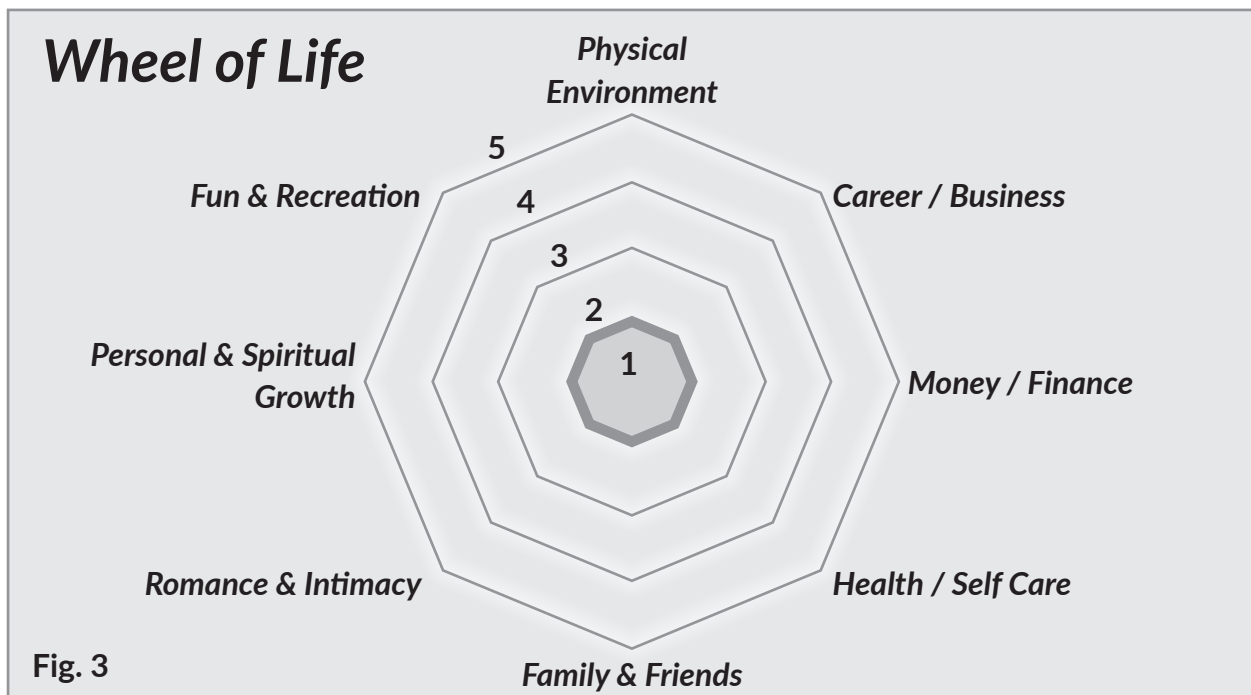 Wheel of Life
Physical
Environment
5
Fun & Recreation
4
Career / Business
3
2
Personal & Spiritual
Growth
1
Money / Finance
Romance & Intimacy
Health / Self Care
Fig. 3
Family & Friends